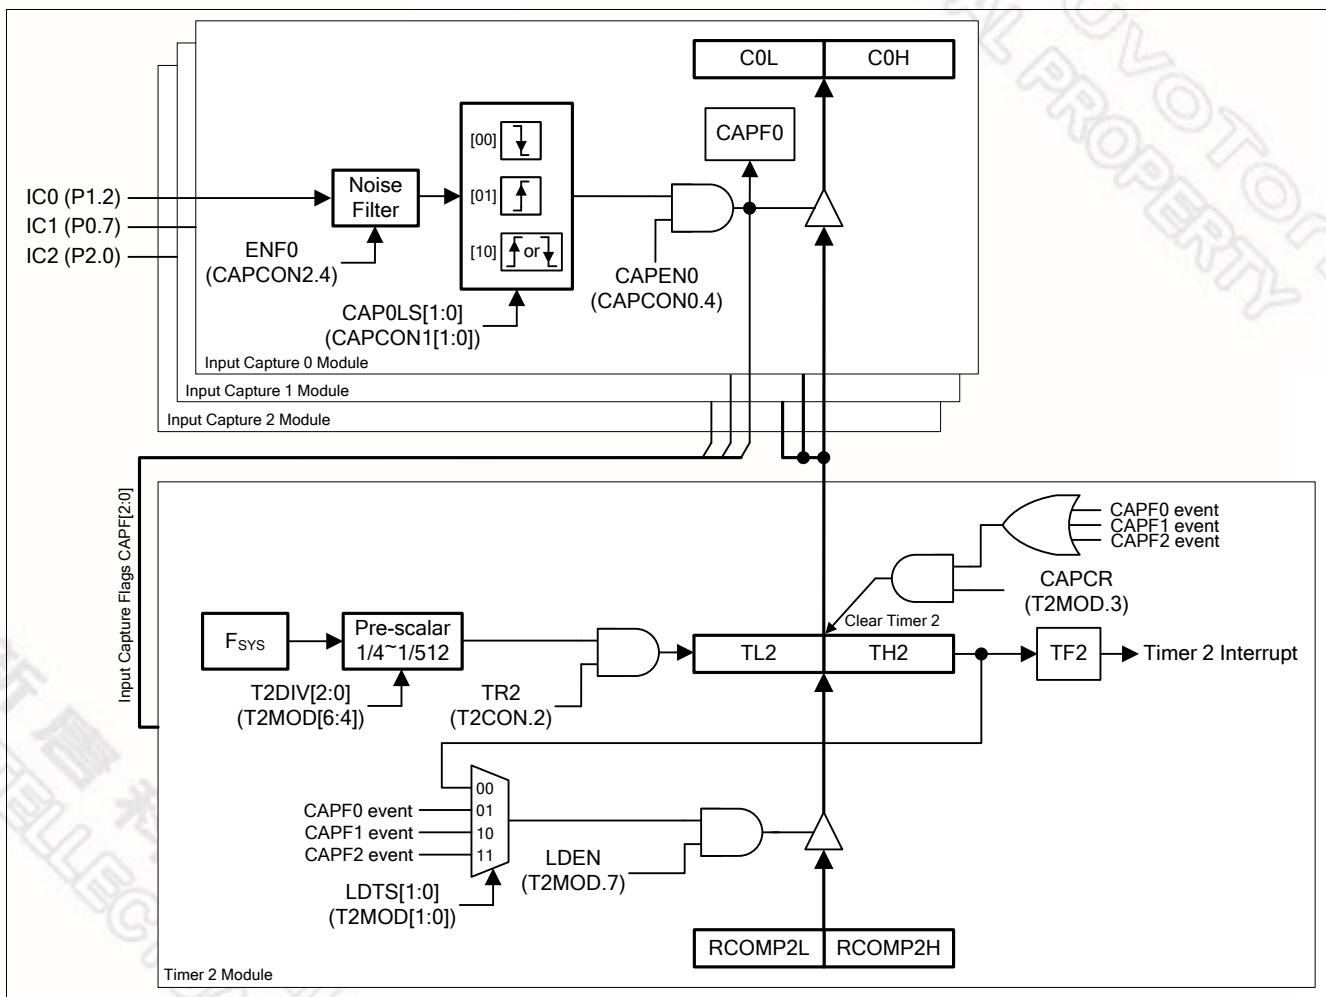 C0L C0H
CAPF0
[00]
[01]
[10] or
Noise
Filter
IC0 (P1.2)
IC1 (P0.7)
IC2 (P2.0)
ENF0
(CAPCON2.4)
CAP0LS[1:0]
(CAPCON1[1:0])
CAPEN0
(CAPCON0.4)
Input Capture 0 Module
Input Capture 1 Module
Input Capture 2 Module
Input Capture Flags CAPF[2:0]
CAPF0 event
CAPF1 event
CAPF2 event
CAPCR
(T2MOD.3)
Clear Timer 2
FSYS
Pre-scalar
1/4~1/512
T2DIV[2:0]
(T2MOD[6:4])
TR2
(T2CON.2)
TL2 TH2
TF2
Timer 2 Interrupt
00
CAPF0 event 01
CAPF1 event 10
CAPF2 event 11
LDTS[1:0]
(T2MOD[1:0])
LDEN
(T2MOD.7)
RCOMP2L RCOMP2H
Timer 2 Module